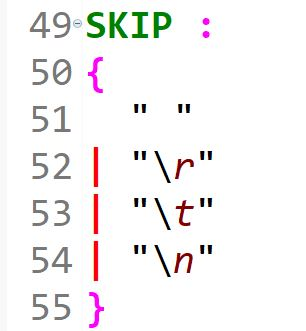 49 SKIP :
50 {
51   " "
52 | "\r"
53 | "\t"
54 | "\n"
55 }